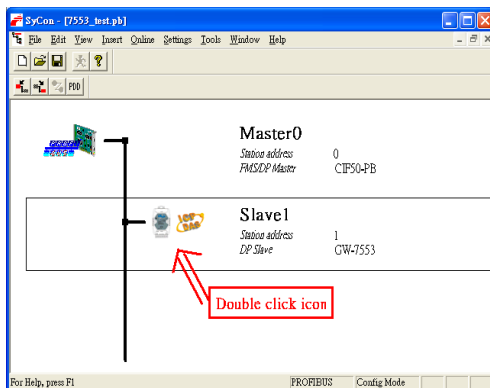 SyCon - [7553_test.pb]
File Edit View Insert Online Settings Tools Window Help
PDD
Master0
Station address 0
FMS/DP Master CIF50-PB
ICP
DAS
Slave1
Station address 1
DP Slave GW-7553
Double click icon
For Help, press F1 PROFIBUS Config Mode